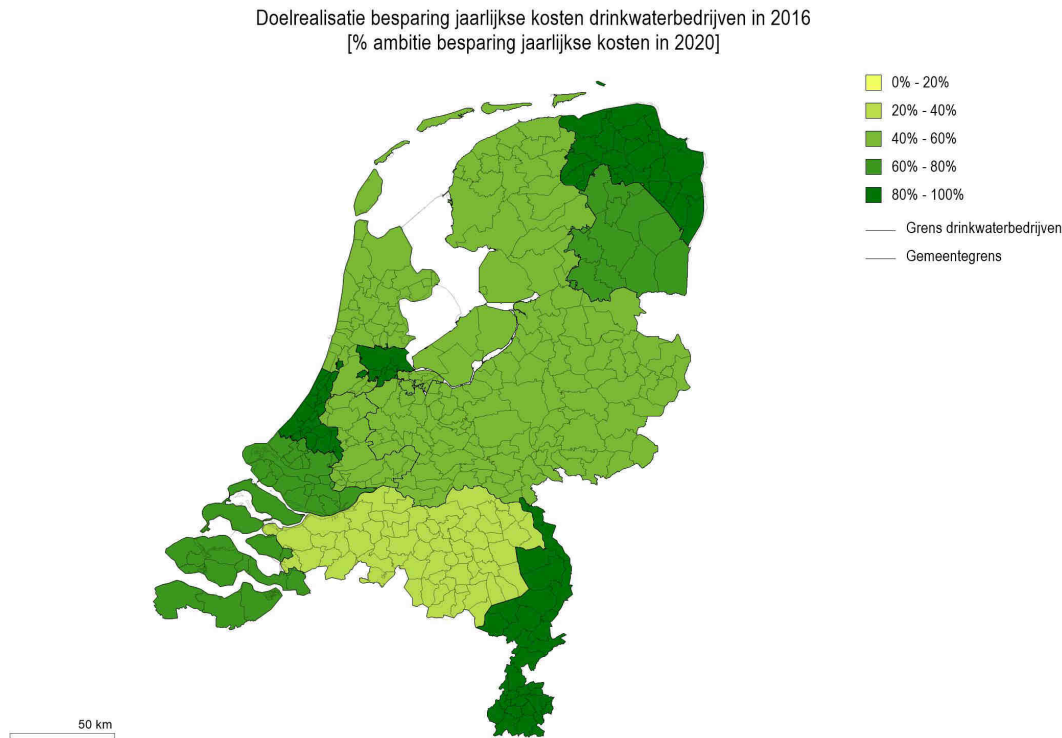 Doelrealisatie besparing jaarlijkse kosten drinkwaterbedrijven in 2016
[% ambitie besparing jaarlijkse kosten in 2020]
0% - 20%
20% - 40%
40% - 60%
60% - 80%
80% - 100%
Grens drinkwaterbedrijven
Gemeentegrens
50 km